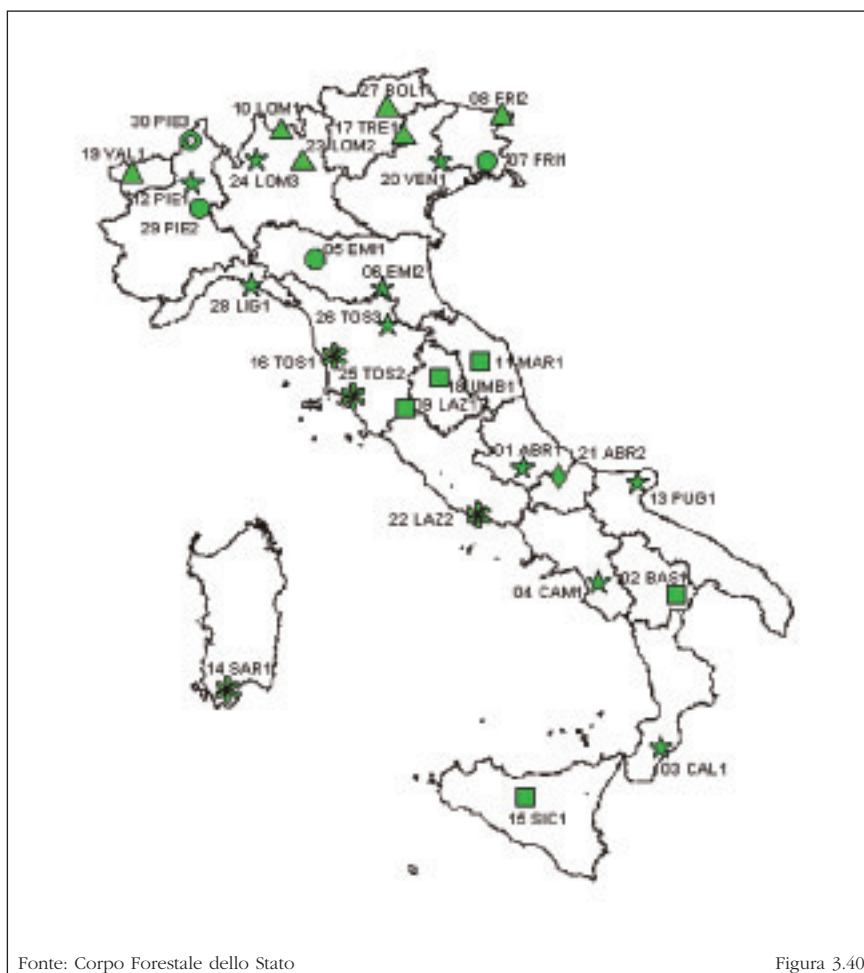 27 BOL1
08 FRI2
10 LOM1
30 PIE3
17 TRE1
23 LOM2
19 VAL1
07 FRI1
24 LOM3
20 VEN1
12 PIE1
29 PIE2
05 EMI1
06 EMI2
28 LIG1
26 TOS3
16 TOS1
11 MAR1
25 TOS2
18 UMB1
09 LAZ1
01 ABR1
21 ABR2
13 PUG1
22 LAZ2
04 CAM1
02 BAS1
14 SAR1
03 CAL1
15 SIC1
Fonte: Corpo Forestale dello Stato
Figura 3.40